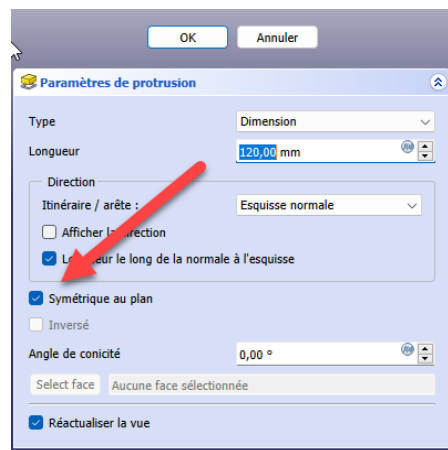 OK Annuler
Paramètres de protrusion
Type Dimension
Longueur 120,00 mm
Direction
Itinéraire / arête : Esquisse normale
Afficher la direction
le long de la normale à l'esquisse
Symétrique au plan
Inversé
Angle de conicité 0,00 °
Select face Aucune face sélectionnée
Réactualiser la vue